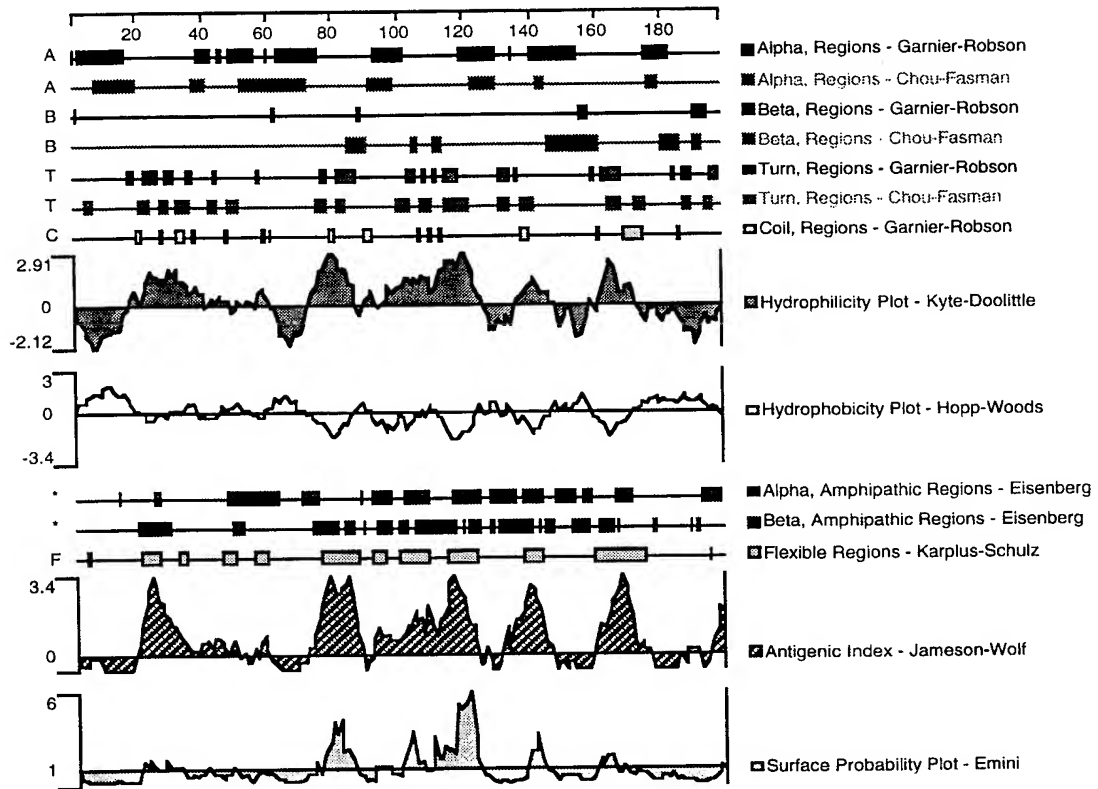 20 40 60 80 100 120 140 160 180
A Alpha, Regions - Garnier-Robson
A Alpha, Regions - Chou-Fasman
B Beta, Regions - Garnier-Robson
B Beta, Regions - Chou-Fasman
T Turn, Regions - Garnier-Robson
T Turn, Regions - Chou-Fasman
C Coil, Regions - Garnier-Robson
2.91
0 Hydrophilicity Plot - Kyte-Doolittle
-2.12
3
0 Hydrophobicity Plot - Hopp-Woods
-3.4
* Alpha, Amphipathic Regions - Eisenberg
* Beta, Amphipathic Regions - Eisenberg
F Flexible Regions - Karplus-Schulz
3.4
0 Antigenic Index - Jameson-Wolf
6
1 Surface Probability Plot - Emini